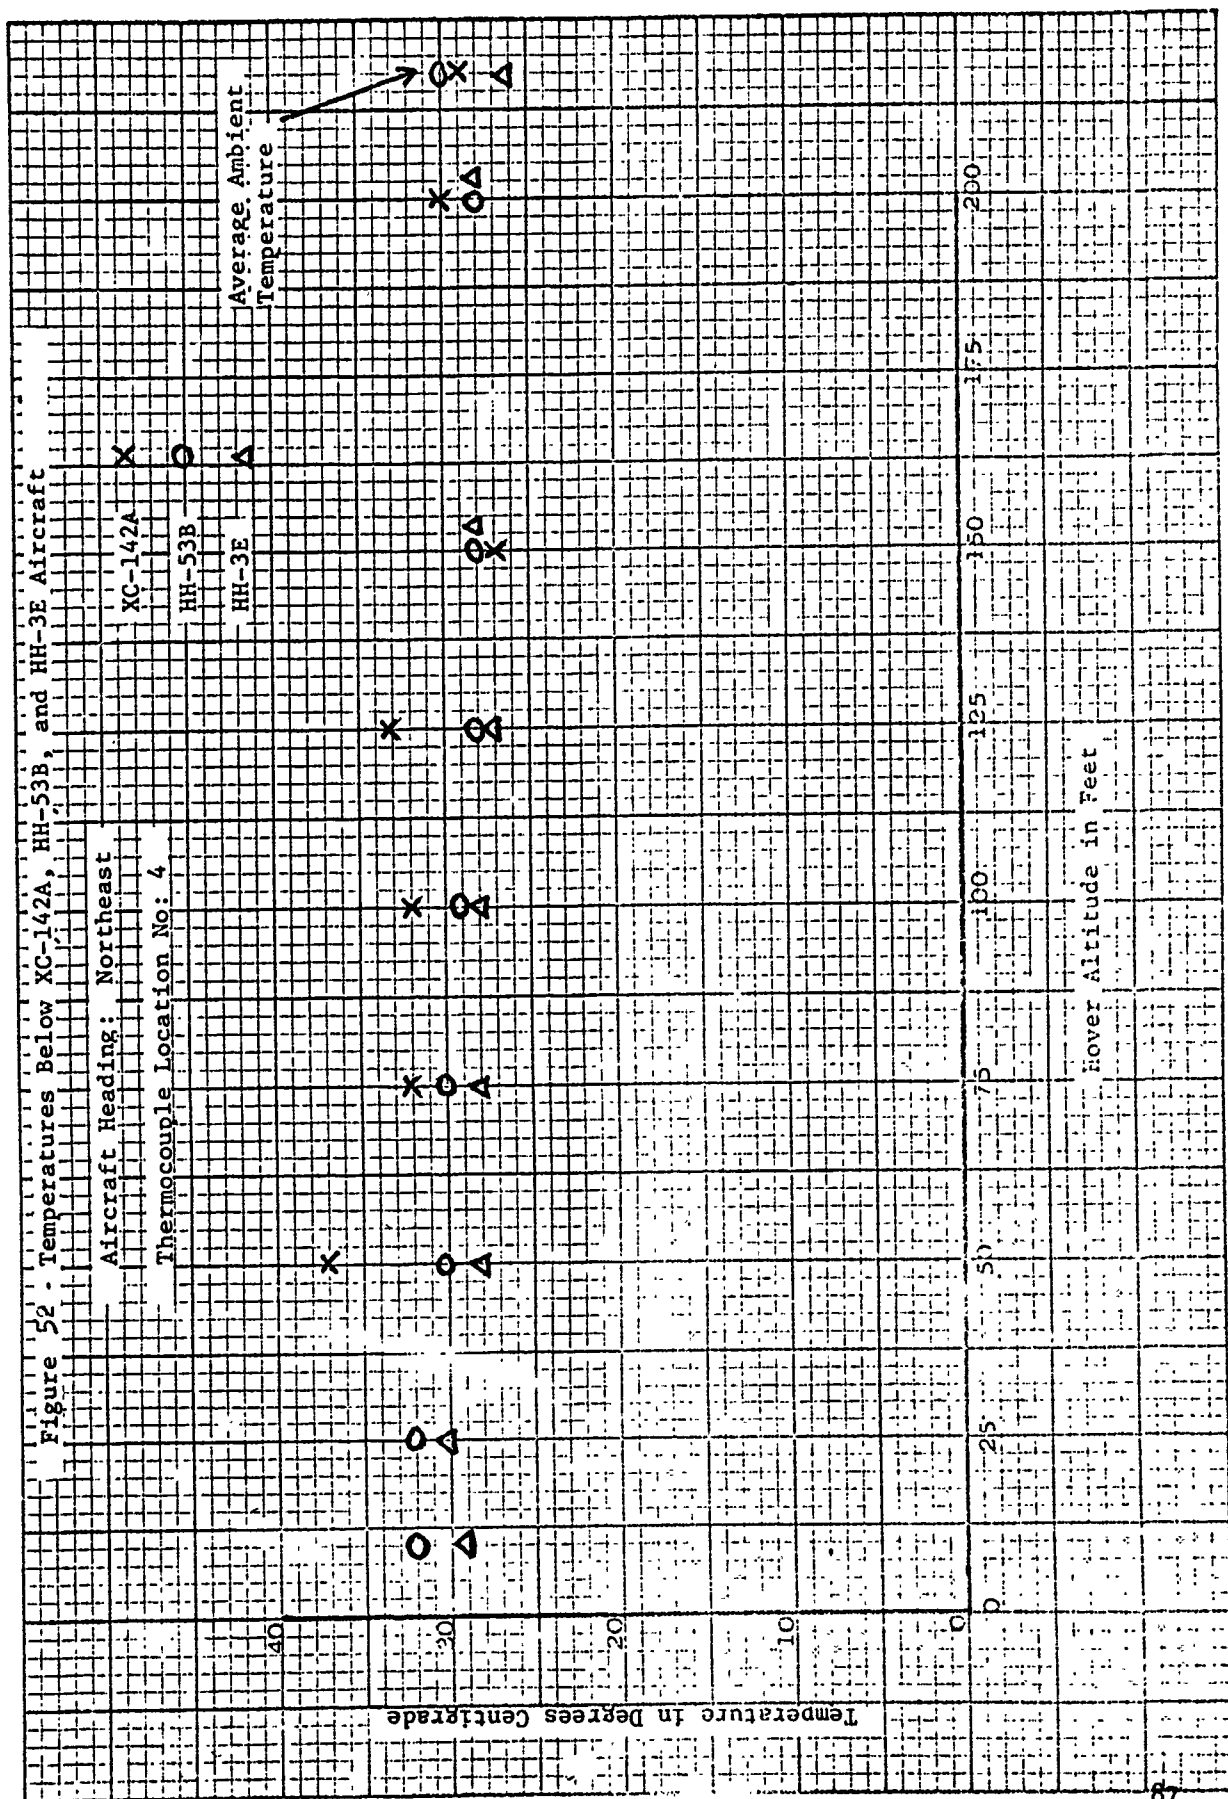 Figure 52 - Temperatures Below XC-142A, HH-53B, and HH-3E Aircraft
Aircraft Heading: Northeast
Thermocouple Location No: 4
XC-142A X
HH-53B O
HH-3E Δ
Average Ambient
Temperature
Temperature in Degrees Centigrade
40
30
20
10
0
0 25 50 75 100 125 150 175 200
Hover Altitude in Feet
87